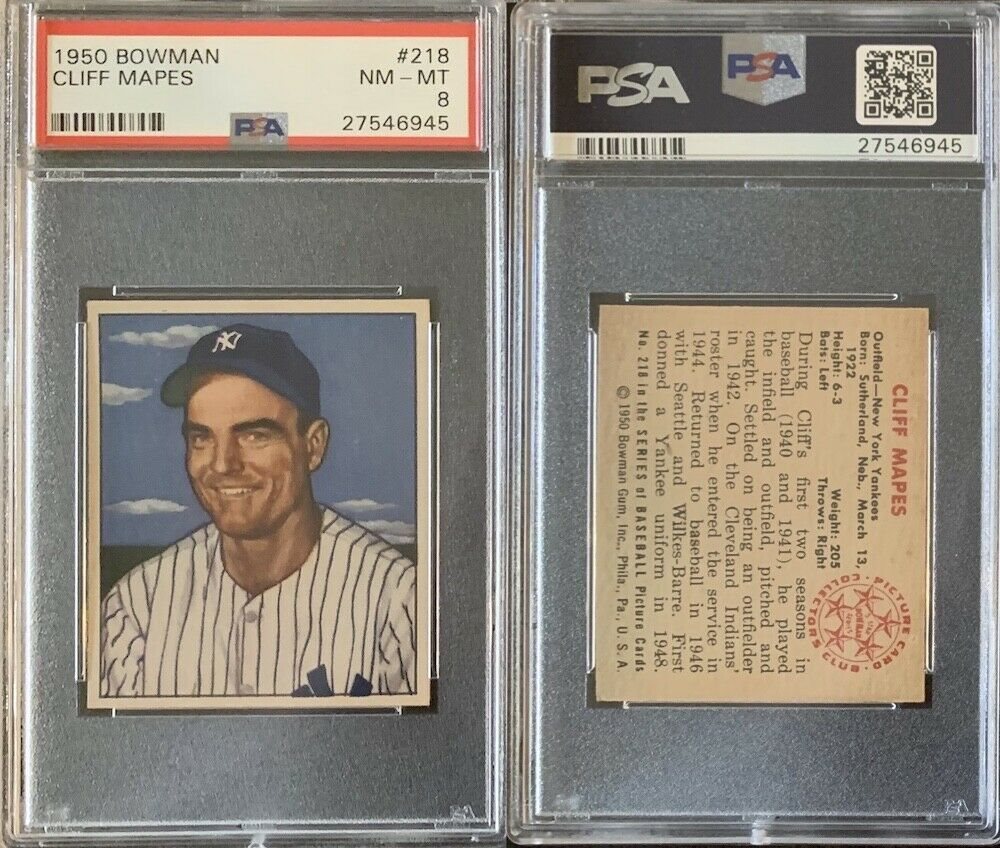 1950 BOWMAN #218
CLIFF MAPES NM – MT
8
PSA 27546945
NY
PSA PSA
27546945
CLIFF MAPES
Outfield—New York Yankees
Born: Sutherland, Neb., March 13,
1922
Height: 6-3 Weight: 205
Bats: Left Throws: Right
During Cliff's first two seasons in
baseball (1940 and 1941), he played
the infield and outfield, pitched and
caught. Settled on being an outfielder
in 1942. On the Cleveland Indians'
roster when he entered the service in
1944. Returned to baseball in 1946
with Seattle and Wilkes-Barre. First
donned a Yankee uniform in 1948.
No. 218 in the SERIES of BASEBALL Picture Cards
© 1950 Bowman Gum, Inc., Phila., Pa., U. S. A.
PICTURE CARD
COLLECTORS CLUB
BOWMAN